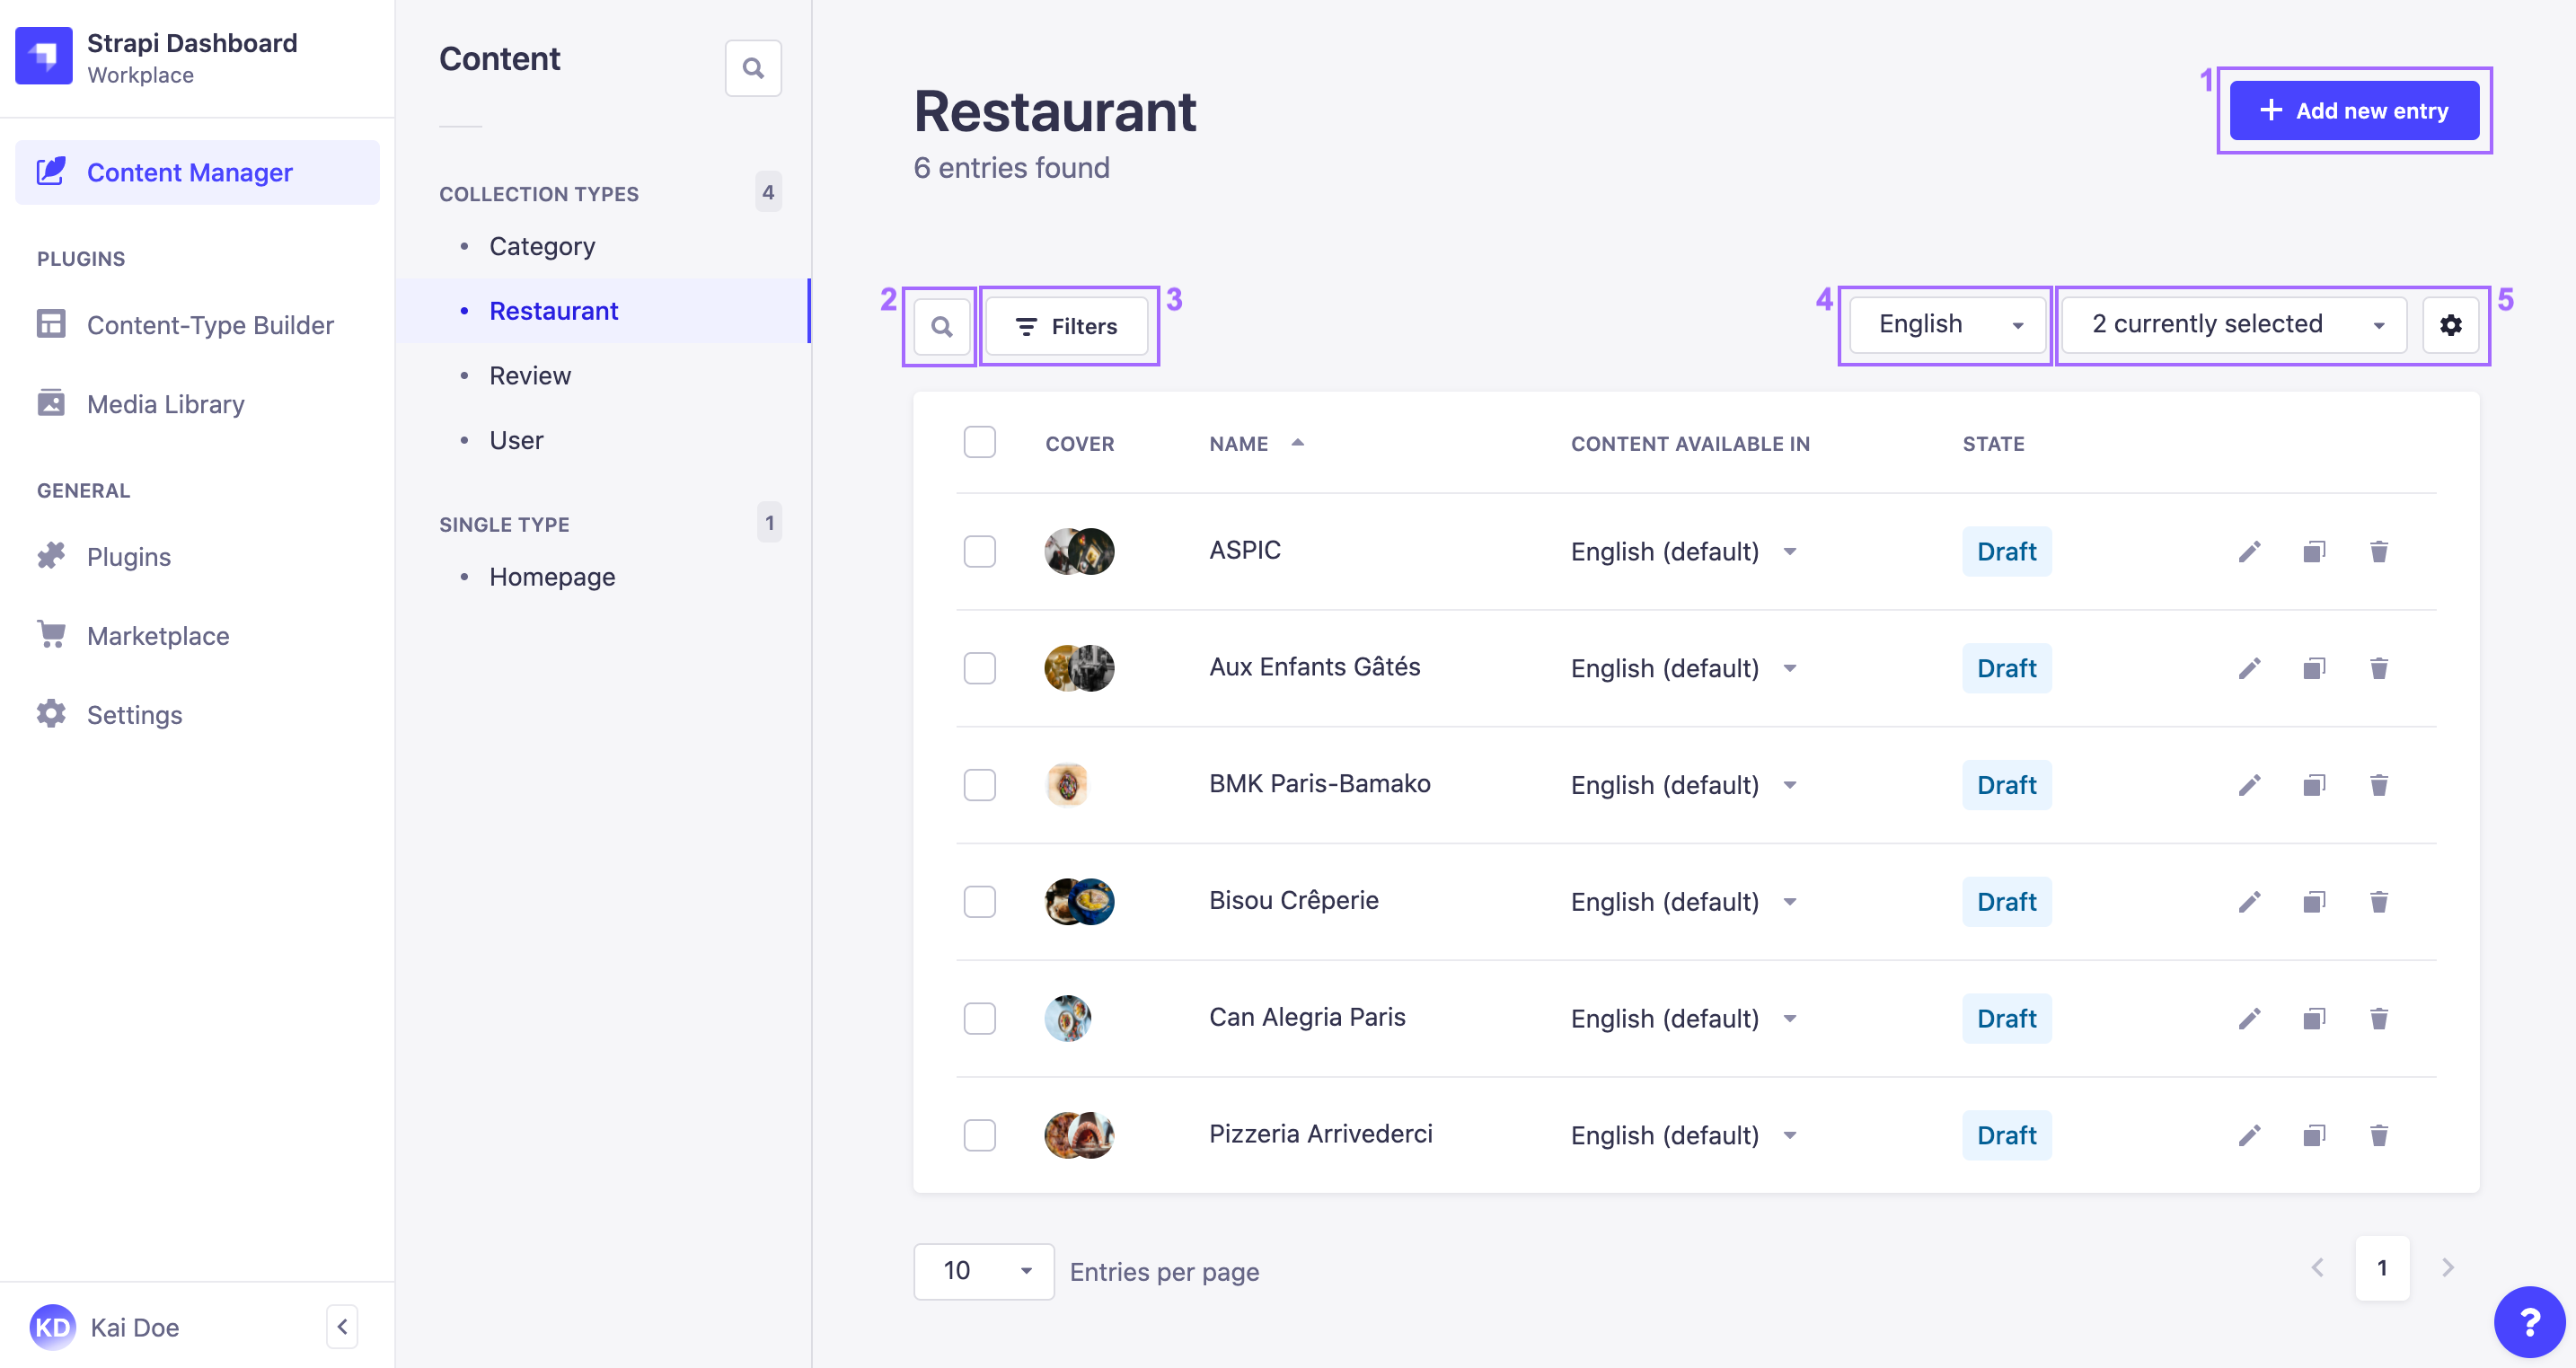 Strapi Dashboard
Workplace
Content Manager
PLUGINS
Content-Type Builder
Media Library
GENERAL
Plugins
Marketplace
Settings
KD Kai Doe
Content
COLLECTION TYPES 4
Category
Restaurant
Review
User
SINGLE TYPE 1
Homepage
Restaurant
6 entries found
1 Add new entry
2 Filters 3
4 English 2 currently selected 5
COVER NAME CONTENT AVAILABLE IN STATE
ASPIC English (default) Draft
Aux Enfants Gâtés English (default) Draft
BMK Paris-Bamako English (default) Draft
Bisou Crêperie English (default) Draft
Can Alegria Paris English (default) Draft
Pizzeria Arrivederci English (default) Draft
10 Entries per page 1
?